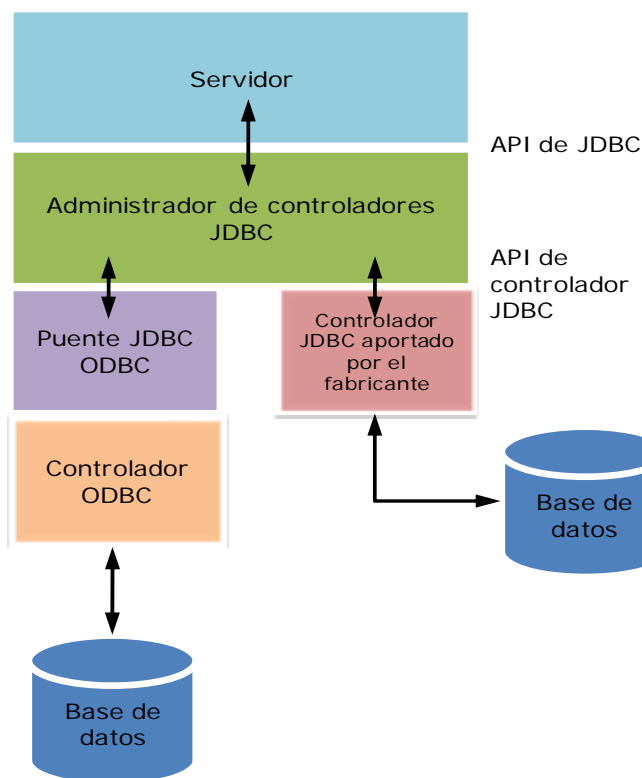 Servidor
API de JDBC
Administrador de controladores
JDBC
API de
controlador
JDBC
Puente JDBC
ODBC
Controlador
JDBC aportado
por el
fabricante
Controlador
ODBC
Base de
datos
Base de
datos